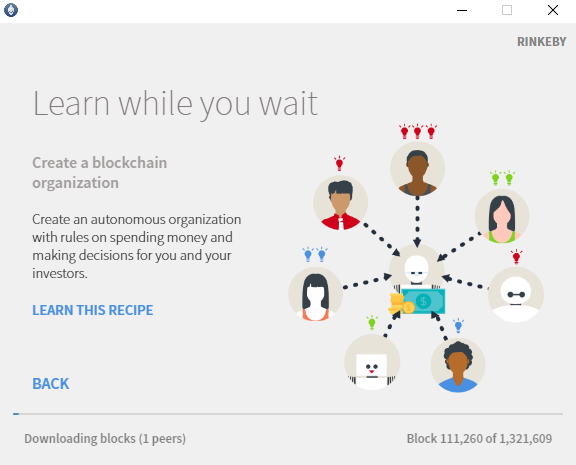 RINKEBY
Learn while you wait
Create a blockchain
organization
Create an autonomous organization
with rules on spending money and
making decisions for you and your
investors.
LEARN THIS RECIPE
$
BACK
Downloading blocks (1 peers)
Block 111,260 of 1,321,609